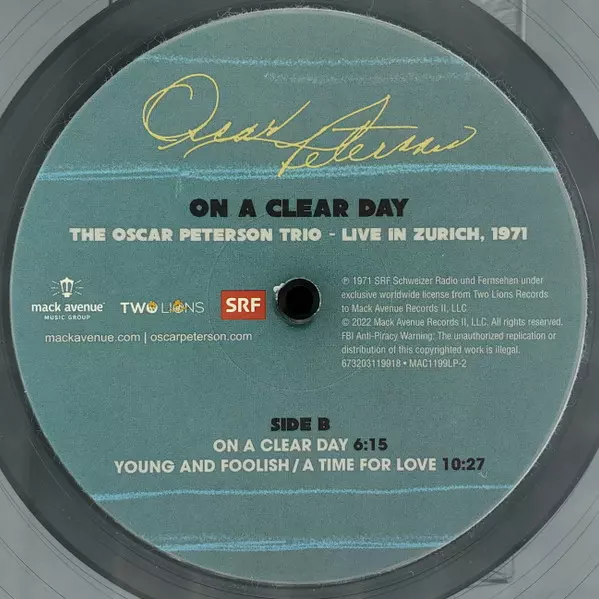 Oscar Peterson
ON A CLEAR DAY
THE OSCAR PETERSON TRIO - LIVE IN ZURICH, 1971
mack avenue
MUSIC GROUP
TWO LIONS
SRF
mackavenue.com | oscarpeterson.com
℗ 1971 SRF Schweizer Radio und Fernsehen under
exclusive worldwide license from Two Lions Records
to Mack Avenue Records II, LLC
© 2022 Mack Avenue Records II, LLC. All rights reserved.
FBI Anti-Piracy Warning: The unauthorized replication or
distribution of this copyrighted work is illegal.
673203119918 • MAC1199LP-2
SIDE B
ON A CLEAR DAY 6:15
YOUNG AND FOOLISH / A TIME FOR LOVE 10:27